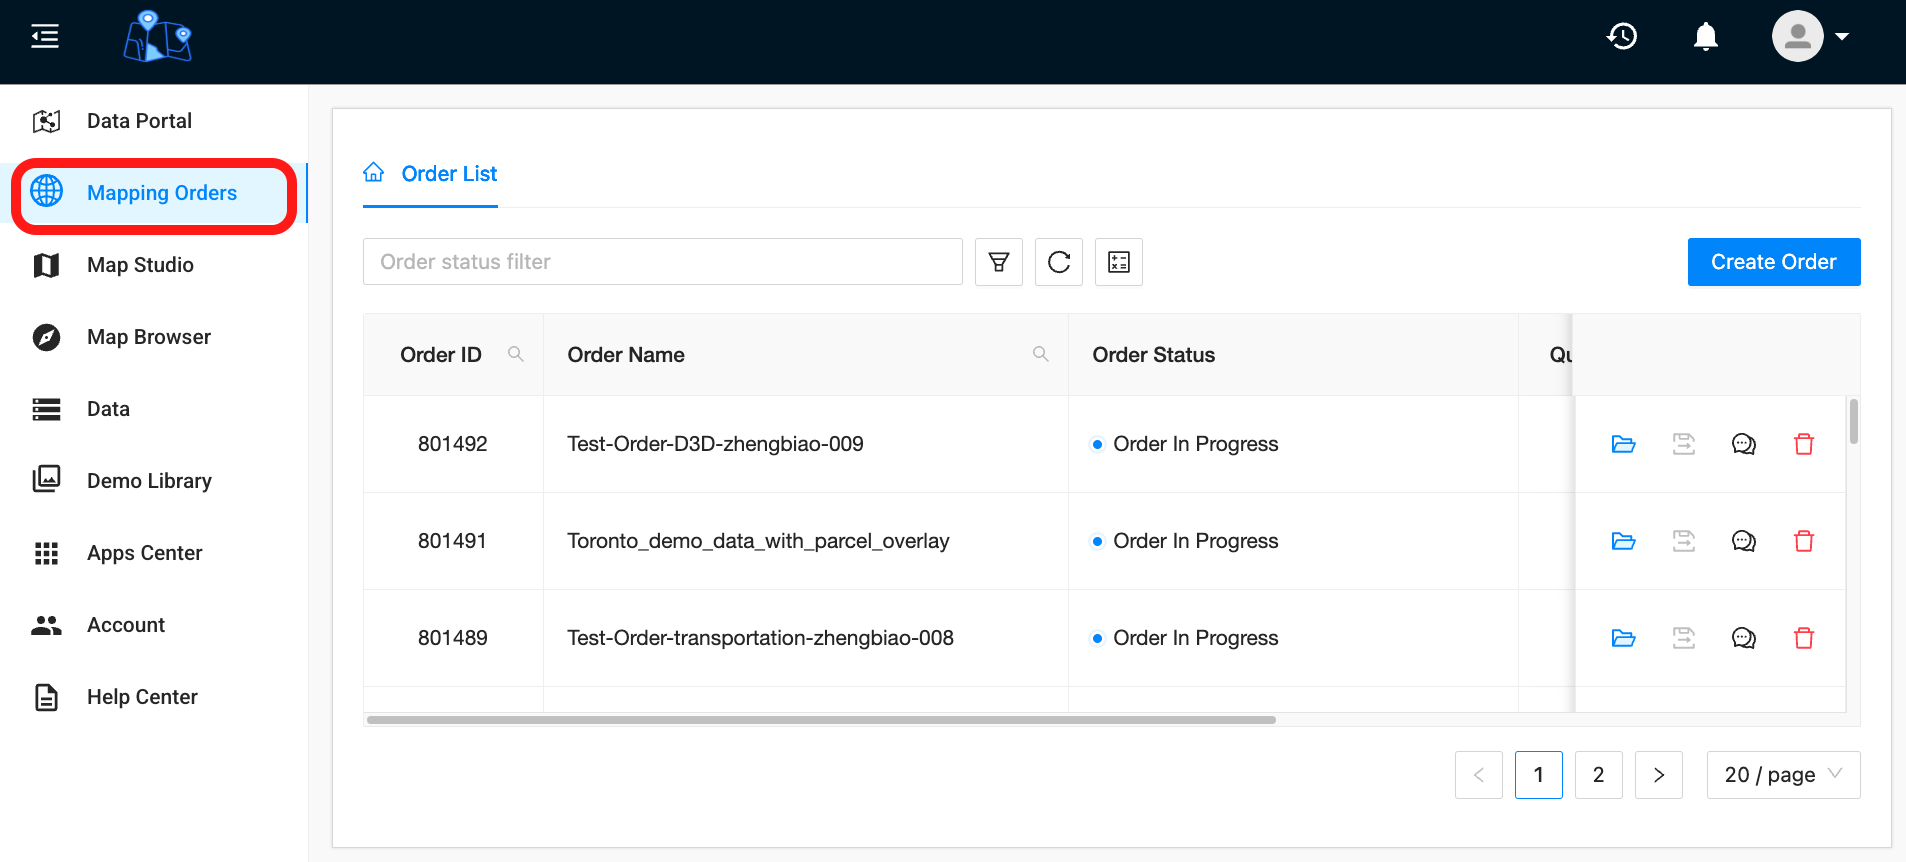 Data Portal
Mapping Orders
Map Studio
Map Browser
Data
Demo Library
Apps Center
Account
Help Center
Order List
Order status filter
Create Order
Order ID Order Name Order Status Qu
801492 Test-Order-D3D-zhengbiao-009 Order In Progress
801491 Toronto_demo_data_with_parcel_overlay Order In Progress
801489 Test-Order-transportation-zhengbiao-008 Order In Progress
1 2 20 / page